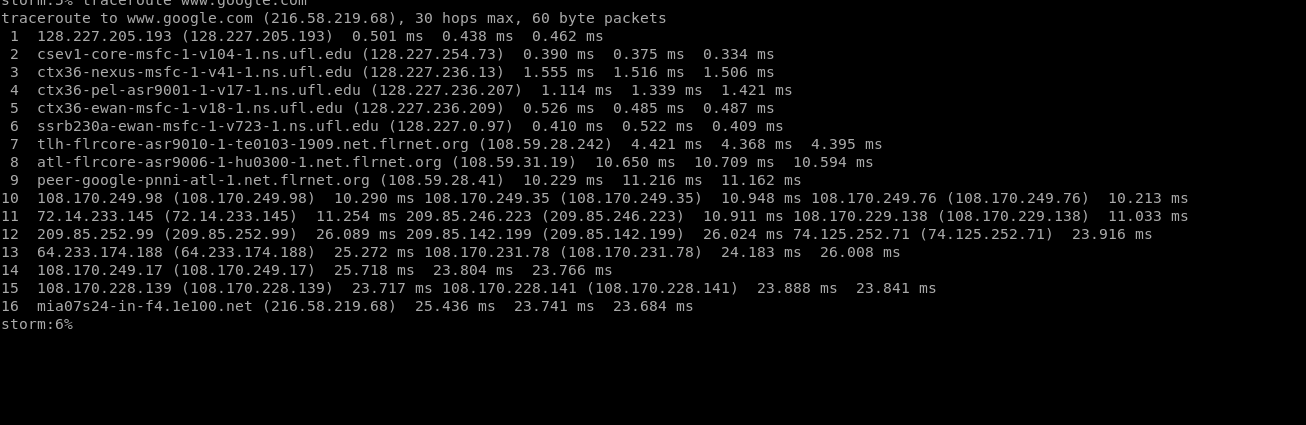 storm:5% traceroute www.google.com
traceroute to www.google.com (216.58.219.68), 30 hops max, 60 byte packets
 1  128.227.205.193 (128.227.205.193)  0.501 ms  0.438 ms  0.462 ms
 2  csev1-core-msfc-1-v104-1.ns.ufl.edu (128.227.254.73)  0.390 ms  0.375 ms  0.334 ms
 3  ctx36-nexus-msfc-1-v41-1.ns.ufl.edu (128.227.236.13)  1.555 ms  1.516 ms  1.506 ms
 4  ctx36-pel-asr9001-1-v17-1.ns.ufl.edu (128.227.236.207)  1.114 ms  1.339 ms  1.421 ms
 5  ctx36-ewan-msfc-1-v18-1.ns.ufl.edu (128.227.236.209)  0.526 ms  0.485 ms  0.487 ms
 6  ssrb230a-ewan-msfc-1-v723-1.ns.ufl.edu (128.227.0.97)  0.410 ms  0.522 ms  0.409 ms
 7  tlh-flrcore-asr9010-1-te0103-1909.net.flrnet.org (108.59.28.242)  4.421 ms  4.368 ms  4.395 ms
 8  atl-flrcore-asr9006-1-hu0300-1.net.flrnet.org (108.59.31.19)  10.650 ms  10.709 ms  10.594 ms
 9  peer-google-pnni-atl-1.net.flrnet.org (108.59.28.41)  10.229 ms  11.216 ms  11.162 ms
10  108.170.249.98 (108.170.249.98)  10.290 ms 108.170.249.35 (108.170.249.35)  10.948 ms 108.170.249.76 (108.170.249.76)  10.213 ms
11  72.14.233.145 (72.14.233.145)  11.254 ms 209.85.246.223 (209.85.246.223)  10.911 ms 108.170.229.138 (108.170.229.138)  11.033 ms
12  209.85.252.99 (209.85.252.99)  26.089 ms 209.85.142.199 (209.85.142.199)  26.024 ms 74.125.252.71 (74.125.252.71)  23.916 ms
13  64.233.174.188 (64.233.174.188)  25.272 ms 108.170.231.78 (108.170.231.78)  24.183 ms  26.008 ms
14  108.170.249.17 (108.170.249.17)  25.718 ms  23.804 ms  23.766 ms
15  108.170.228.139 (108.170.228.139)  23.717 ms 108.170.228.141 (108.170.228.141)  23.888 ms  23.841 ms
16  mia07s24-in-f4.1e100.net (216.58.219.68)  25.436 ms  23.741 ms  23.684 ms
storm:6%